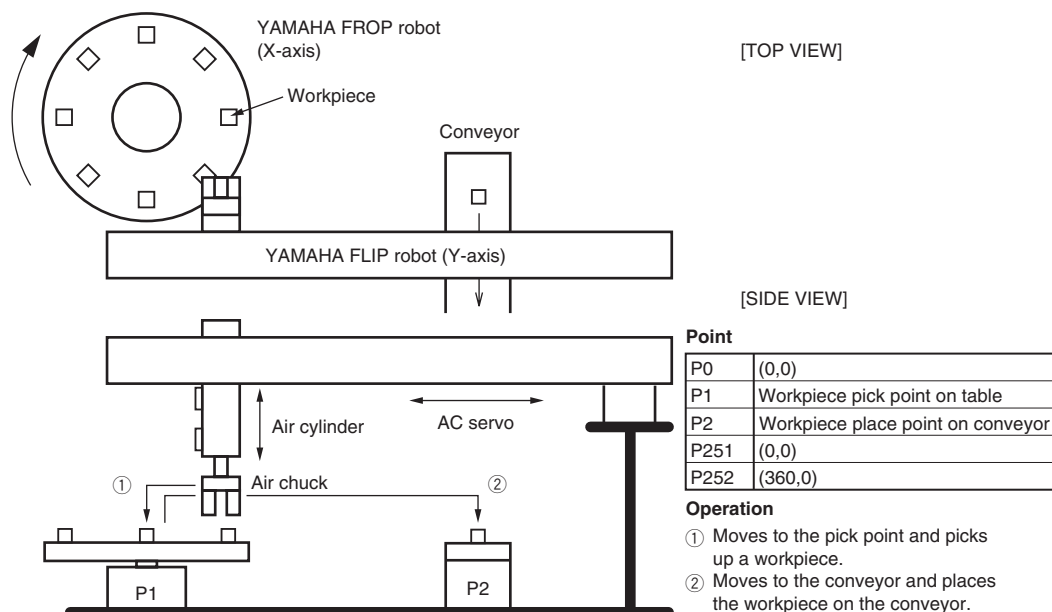 YAMAHA FROP robot
(X-axis)
[TOP VIEW]
Workpiece
Conveyor
YAMAHA FLIP robot (Y-axis)
[SIDE VIEW]
Point
P0 (0,0)
P1 Workpiece pick point on table
P2 Workpiece place point on conveyor
P251 (0,0)
P252 (360,0)
Air cylinder
AC servo
① Air chuck ②
P1
P2
Operation
① Moves to the pick point and picks
up a workpiece.
② Moves to the conveyor and places
the workpiece on the conveyor.